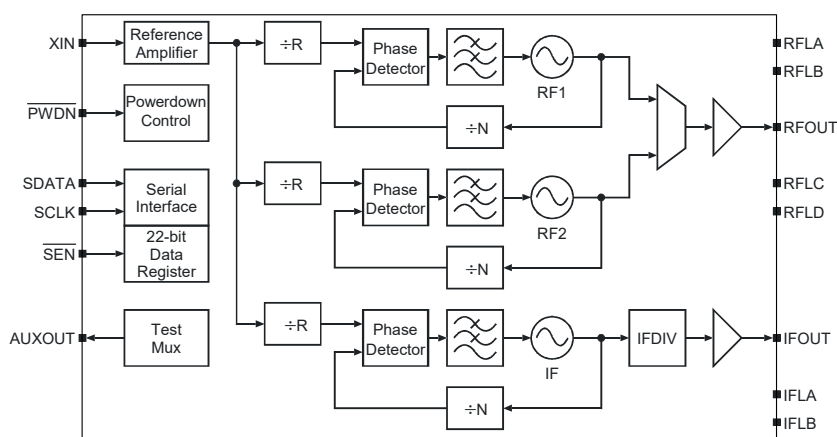 XIN
Reference
Amplifier
÷R
Phase
Detector
RF1
÷N
RFLA
RFLB
PWDN
Powerdown
Control
RFOUT
SDATA
SCLK
Serial
Interface
÷R
Phase
Detector
RF2
÷N
RFLC
RFLD
SEN
22-bit
Data
Register
AUXOUT
Test
Mux
÷R
Phase
Detector
IF
÷N
IFDIV
IFOUT
IFLA
IFLB